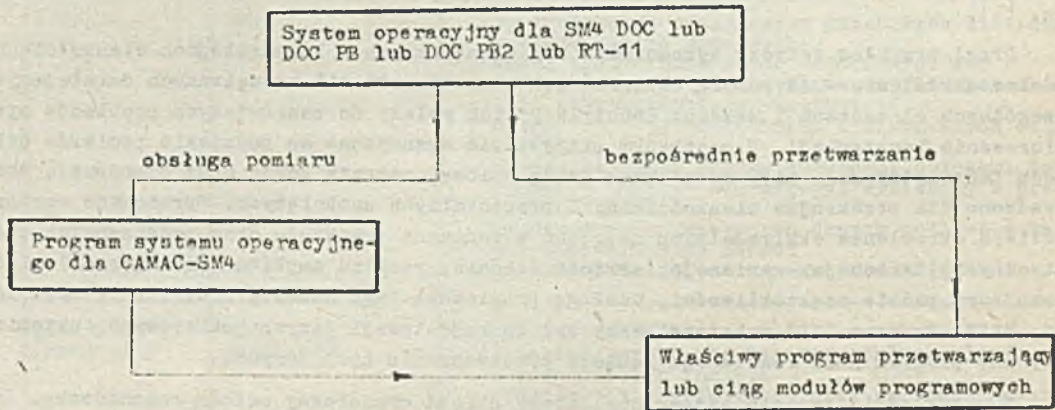 System operacyjny dla SM4 DOC lub
DOC PB lub DOC PB2 lub RT-11
obsługa pomiaru
bezpośrednie przetwarzanie
Program systemu operacyjne-
go dla CAMAC-SM4
Właściwy program przetwarzający
lub ciąg modułów programowych